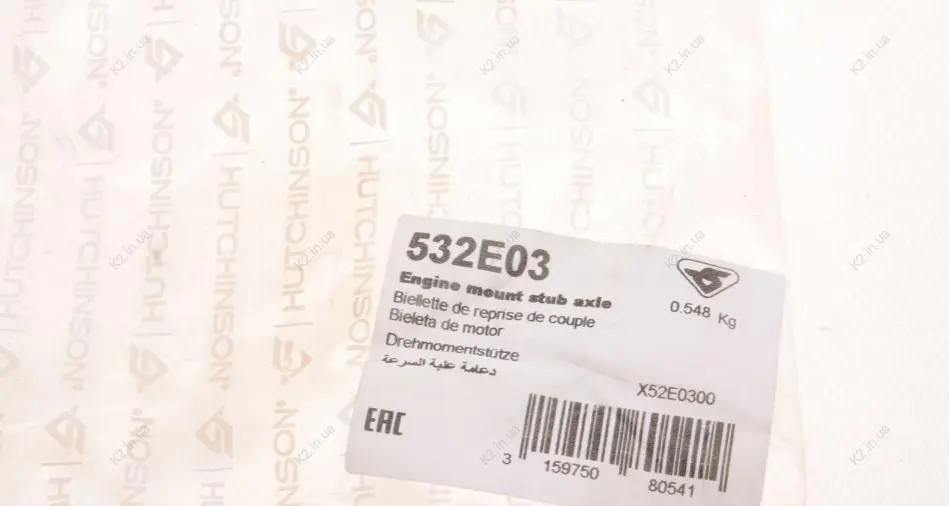 HUTCHINSON®
532E03
Engine mount stub axle
0.548 Kg
Biellette de reprise de couple
Bieleta de motor
Drehmomentstütze
دعامة علبة السرعة
X52E0300
EAC
3 159750 80541
K2.in.ua